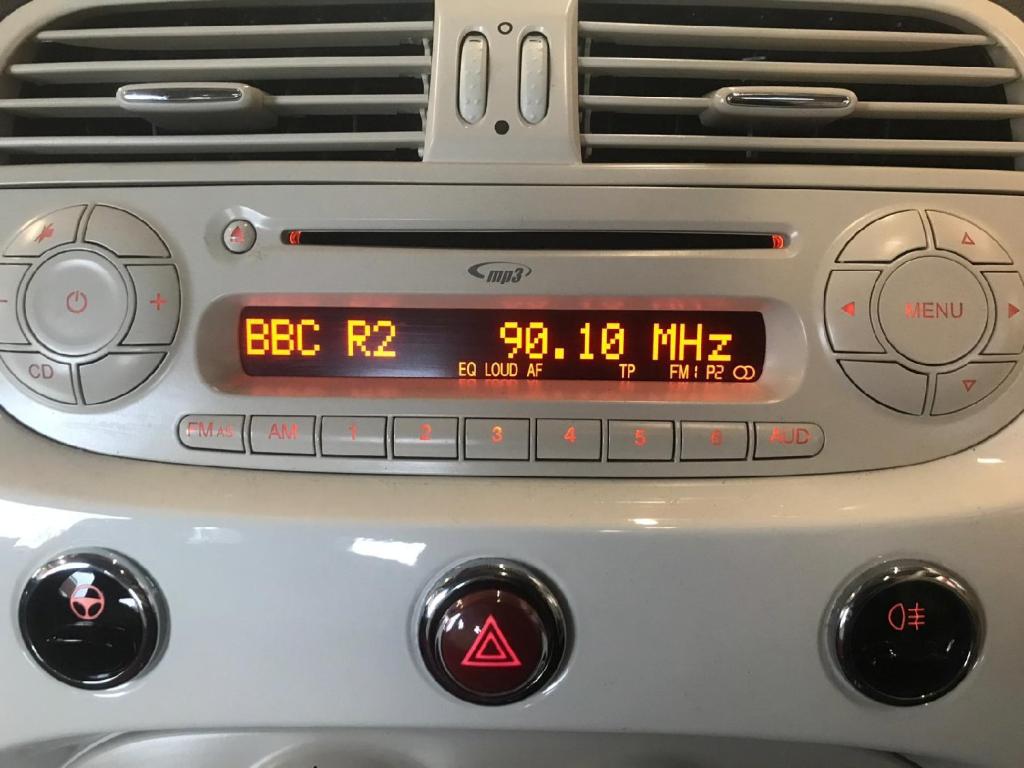 mp3
BBC R2 90.10 MHz
EQ LOUD AF TP FM1 P2
CD
MENU
FM AS AM 1 2 3 4 5 6 AUD